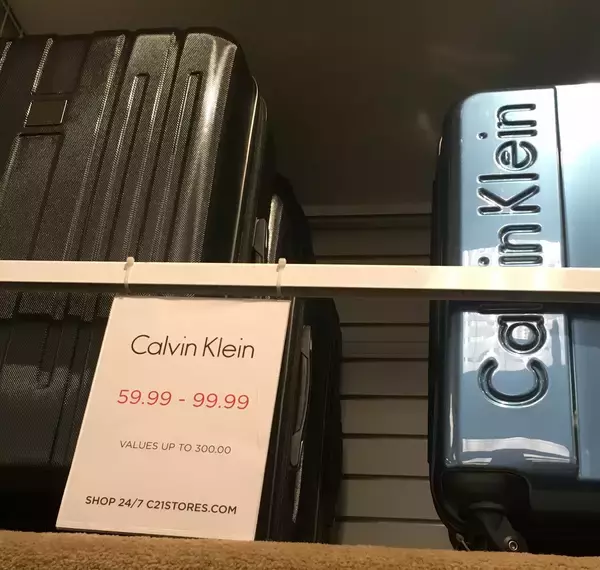 Calvin Klein
59.99 - 99.99
VALUES UP TO 300.00
SHOP 24/7 C21STORES.COM
Calvin Klein